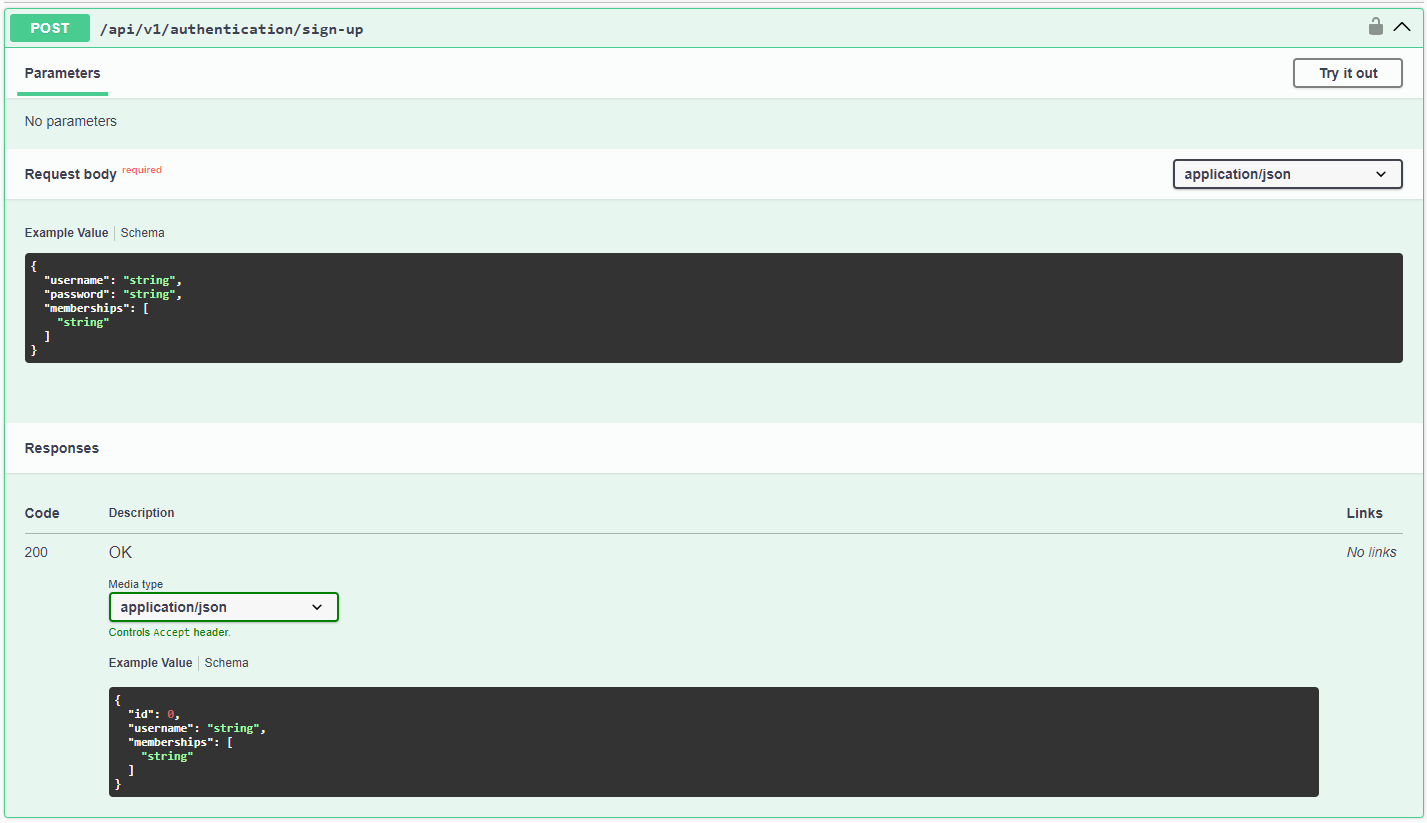 POST /api/v1/authentication/sign-up
Parameters Try it out
No parameters
Request body required application/json
Example Value Schema
{
  "username": "string",
  "password": "string",
  "memberships": [
    "string"
  ]
}
Responses
Code Description Links
200 OK No links
Media type
application/json
Controls Accept header.
Example Value Schema
{
  "id": 0,
  "username": "string",
  "memberships": [
    "string"
  ]
}